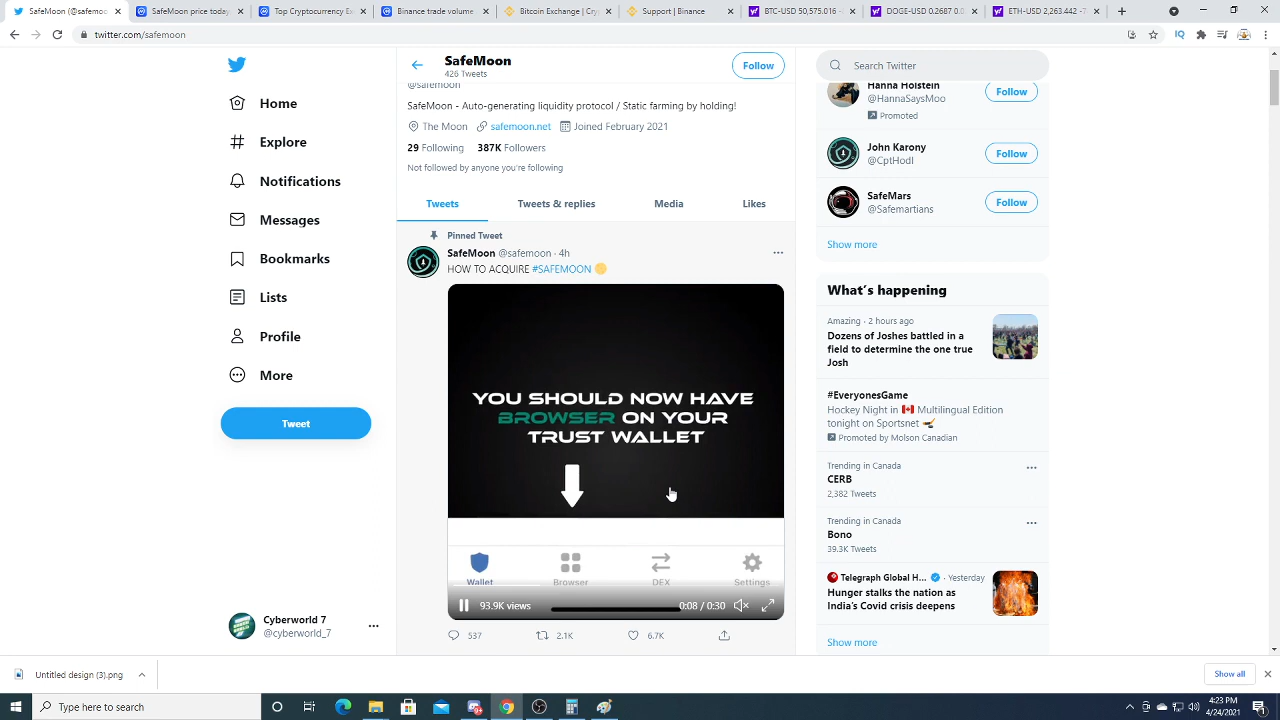 SafeMoon (@safemoo
SafeMoon price today
Top Cryptocurrency Ex
Binance trade volume
Bitcoin Exchange | Cry
Support | Binance
BTC-USD 50,575.016
DOGE-USD 0.2687 0.0
ETH-USD 2,263.442
twitter.com/safemoon
SafeMoon
426 Tweets
Follow
@safemoon
SafeMoon - Auto-generating liquidity protocol / Static farming by holding!
The Moon safemoon.net Joined February 2021
29 Following 387K Followers
Not followed by anyone you're following
Tweets
Tweets & replies
Media
Likes
Pinned Tweet
SafeMoon @safemoon · 4h
HOW TO ACQUIRE #SAFEMOON
YOU SHOULD NOW HAVE
BROWSER ON YOUR
TRUST WALLET
Wallet
Browser
DEX
Settings
93.9K views
0:08 / 0:30
537
2.1K
6.7K
Home
Explore
Notifications
Messages
Bookmarks
Lists
Profile
More
Tweet
Cyberworld 7
@cyberworld_7
Search Twitter
Hanna Holstein
@HannaSaysMoo
Promoted
Follow
John Karony
@CptHodl
Follow
SafeMars
@Safemartians
Follow
Show more
What's happening
Amazing · 2 hours ago
Dozens of Joshes battled in a
field to determine the one true
Josh
#EveryonesGame
Hockey Night in Multilingual Edition
tonight on Sportsnet
Promoted by Molson Canadian
Trending in Canada
CERB
2,382 Tweets
Trending in Canada
Bono
39.3K Tweets
Telegraph Global H... · Yesterday
Hunger stalks the nation as
India's Covid crisis deepens
Show more
Untitled design (3).png
Show all
Type here to search
4:23 PM
4/24/2021